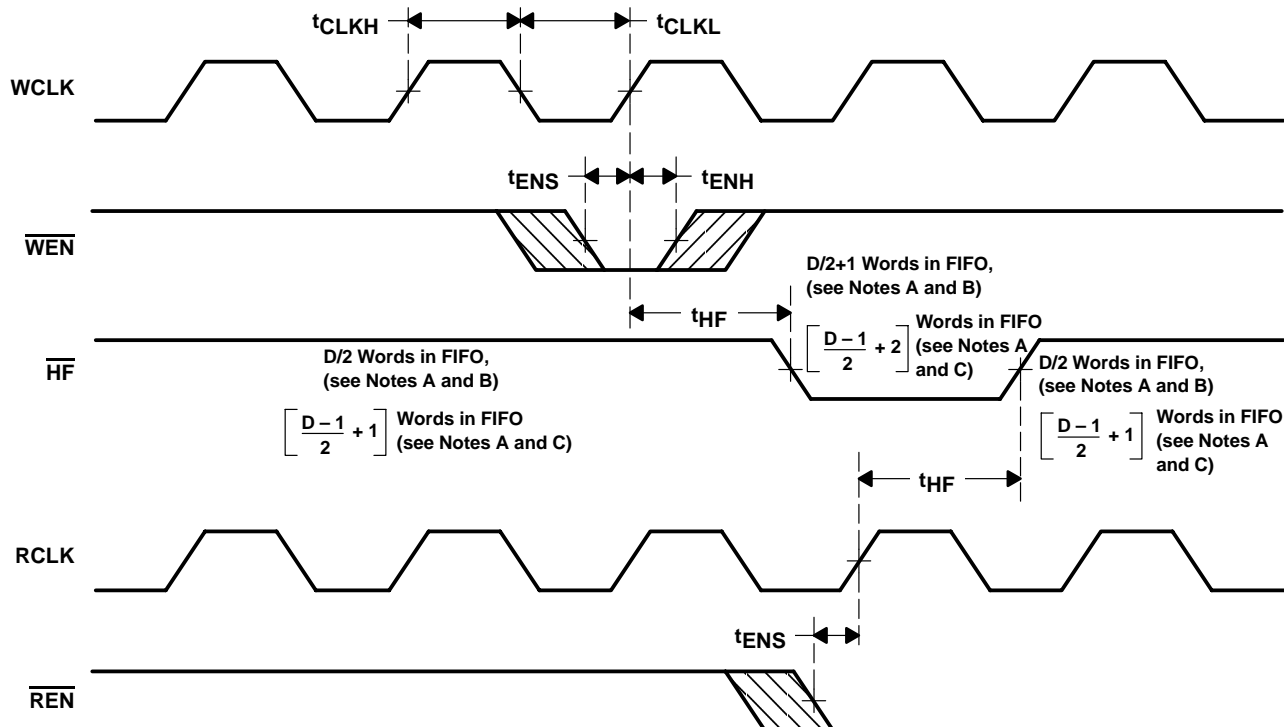 tCLKH
tCLKL
WCLK
tENS
tENH
WEN
D/2+1 Words in FIFO,
(see Notes A and B)
tHF
[ D – 1 / 2 + 2 ] Words in FIFO
(see Notes A
and C)
HF
D/2 Words in FIFO,
(see Notes A and B)
[ D – 1 / 2 + 1 ] Words in FIFO
(see Notes A and C)
D/2 Words in FIFO,
(see Notes A and B)
[ D – 1 / 2 + 1 ] Words in FIFO
(see Notes A
and C)
tHF
RCLK
tENS
REN